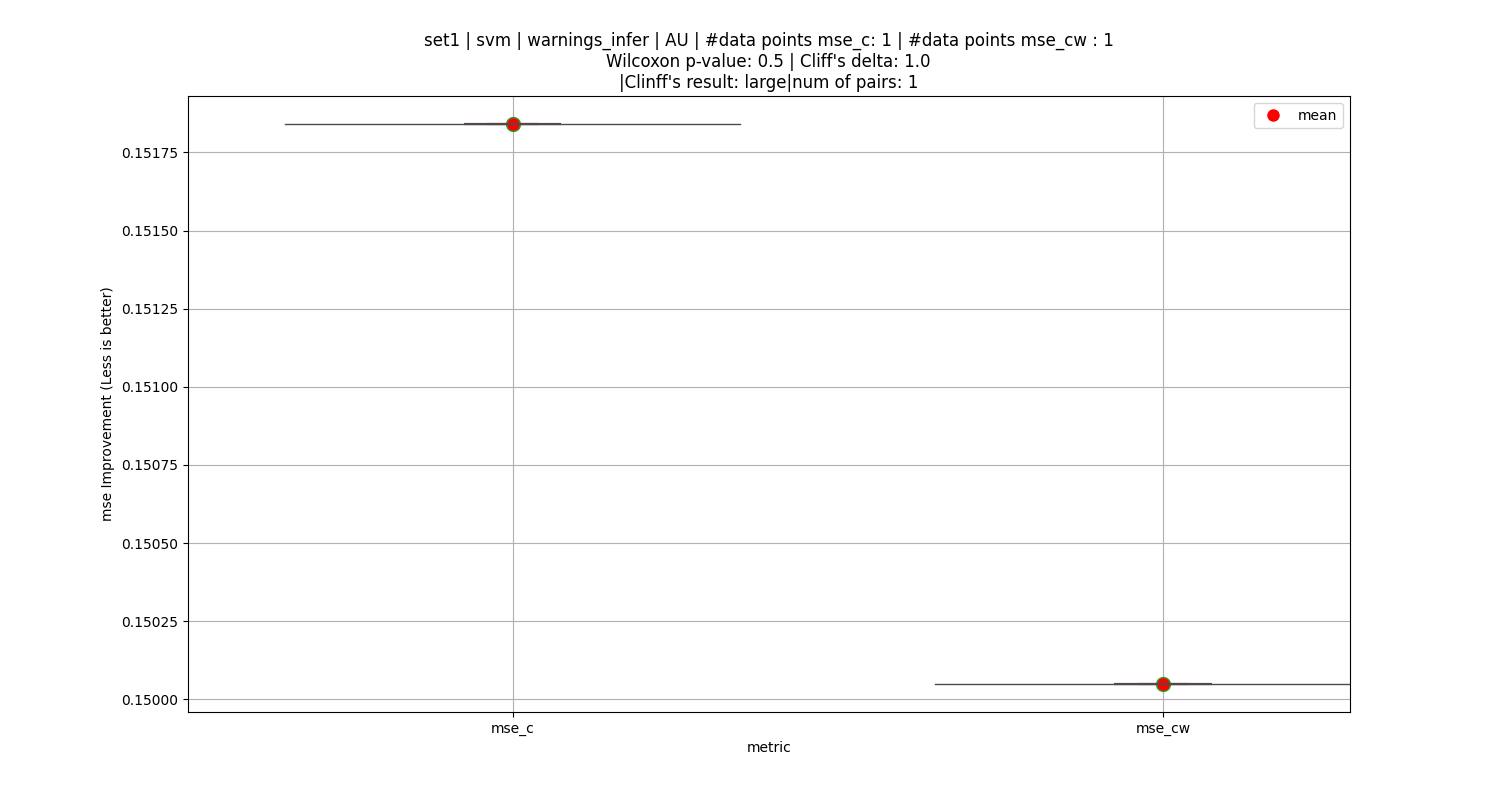 set1 | svm | warnings_infer | AU | #data points mse_c: 1 | #data points mse_cw : 1
Wilcoxon p-value: 0.5 | Cliff's delta: 1.0
|Clinff's result: large|num of pairs: 1
mean
mse Improvement (Less is better)
0.15175
0.15150
0.15125
0.15100
0.15075
0.15050
0.15025
0.15000
mse_c
mse_cw
metric